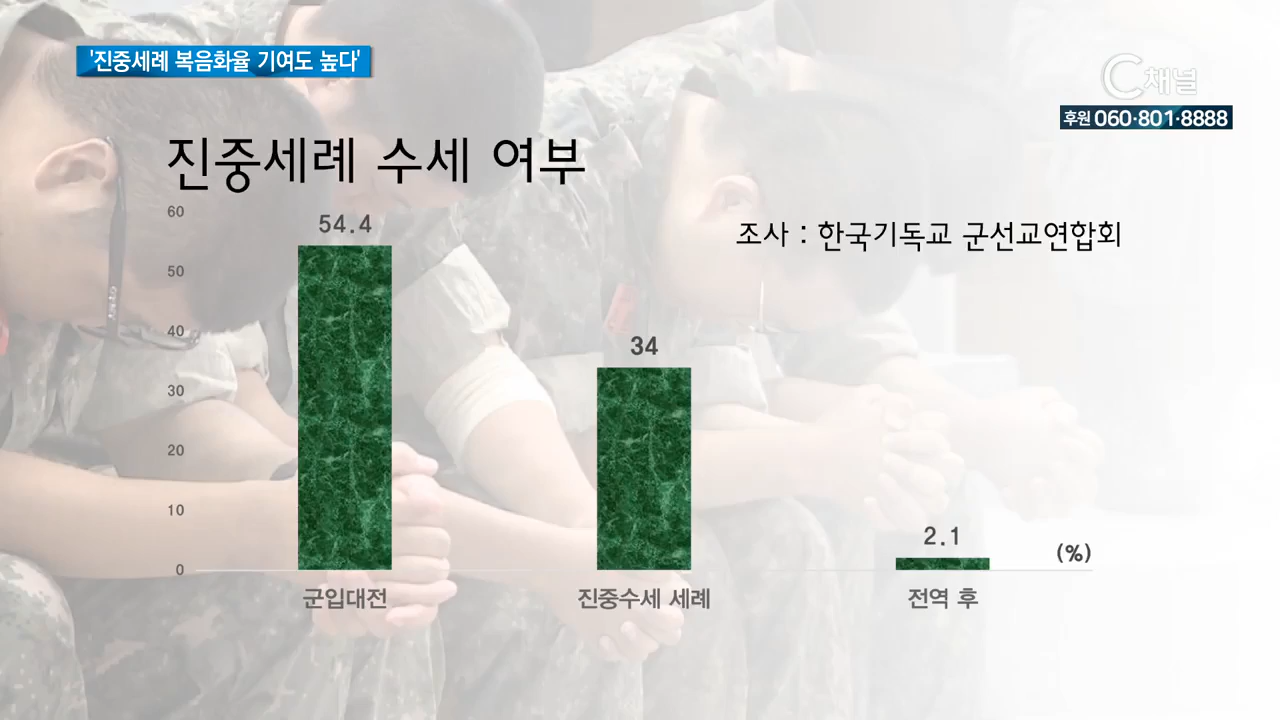 '진중세례 복음화율 기여도 높다'
C채널
후원 060·801·8888
진중세례 수세 여부
조사 : 한국기독교 군선교연합회
60
50
40
30
20
10
0
54.4
34
2.1
(%)
군입대전
진중수세 세례
전역 후